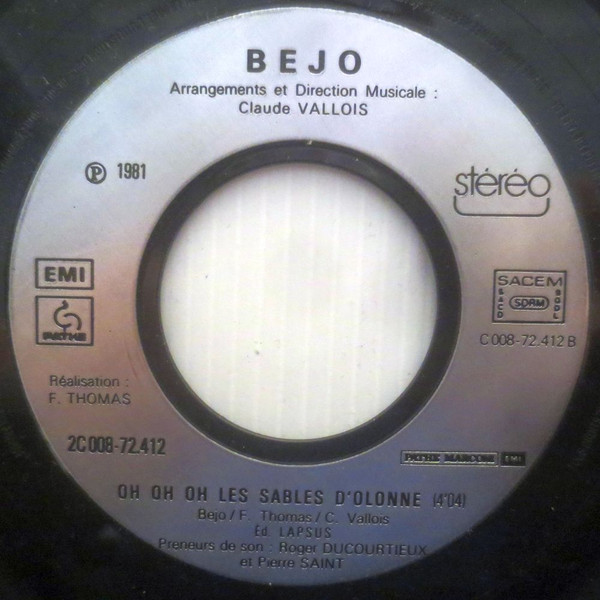 BEJO
Arrangements et Direction Musicale :
Claude VALLOIS
Ⓟ 1981
stéréo
EMI
PATHE
SACEM
SACD
SDRM
BODL
C 008-72.412 B
Réalisation :
F. THOMAS
2C 008-72.412
PATHE MARCONI EMI
OH OH OH LES SABLES D'OLONNE (4'04)
Bejo / F. Thomas / C. Vallois
Ed. LAPSUS
Preneurs de son : Roger DUCOURTIEUX
et Pierre SAINT